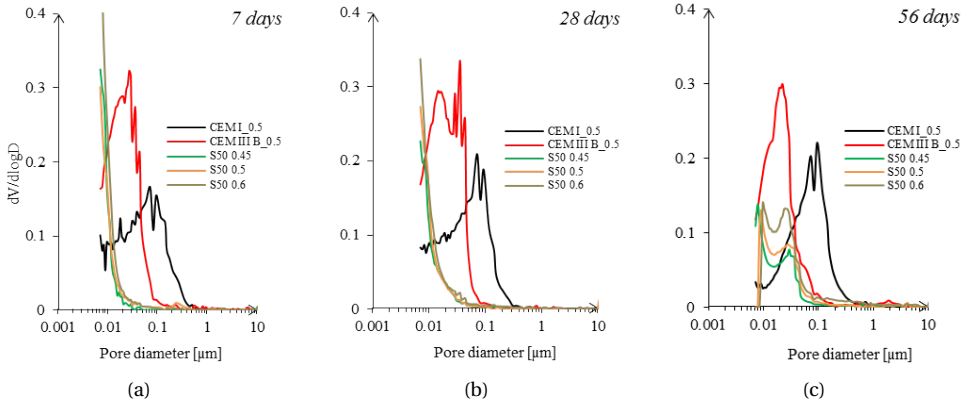 7 days
28 days
56 days
0.4
0.3
0.2
0.1
0
dV/dlogD
CEM I_0.5
CEM III B_0.5
S50 0.45
S50 0.5
S50 0.6
0.001 0.01 0.1 1 10
Pore diameter [µm]
(a)
0.4
0.3
0.2
0.1
0
CEM I_0.5
CEM III B_0.5
S50 0.45
S50 0.5
S50 0.6
0.001 0.01 0.1 1 10
Pore diameter [µm]
(b)
0.4
0.3
0.2
0.1
0
CEM I_0.5
CEM III B_0.5
S50 0.45
S50 0.5
S50 0.6
0.001 0.01 0.1 1 10
Pore diameter [µm]
(c)